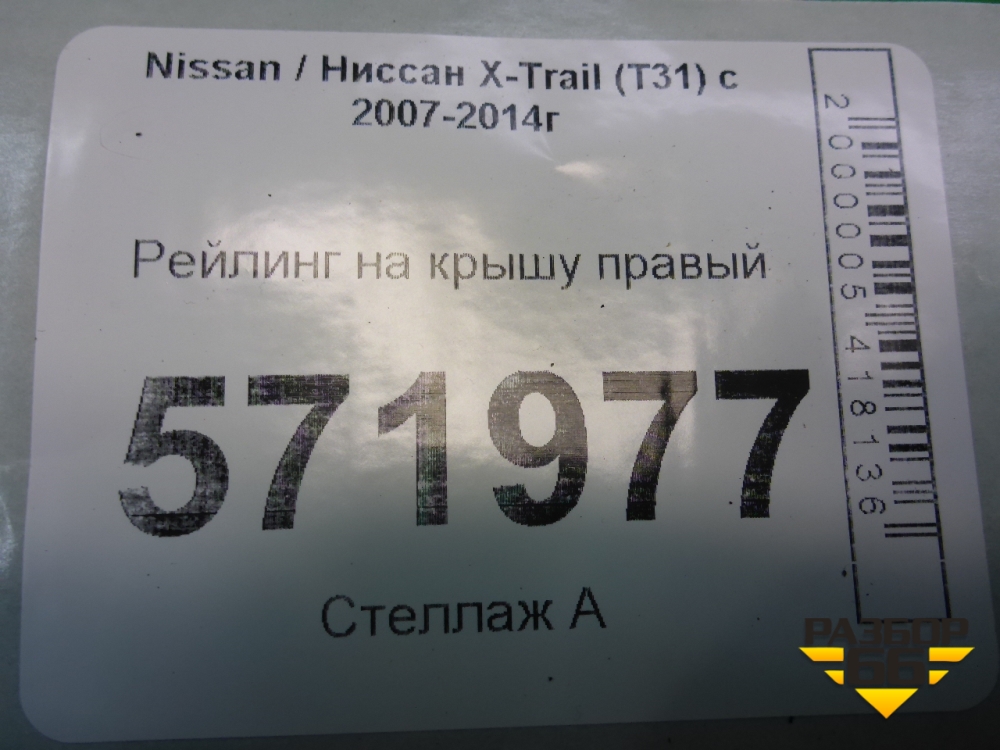 Nissan / Ниссан X-Trail (T31) с
2007-2014г
Рейлинг на крышу правый
571977
Стеллаж А
2000005418136
РАЗБОР
66